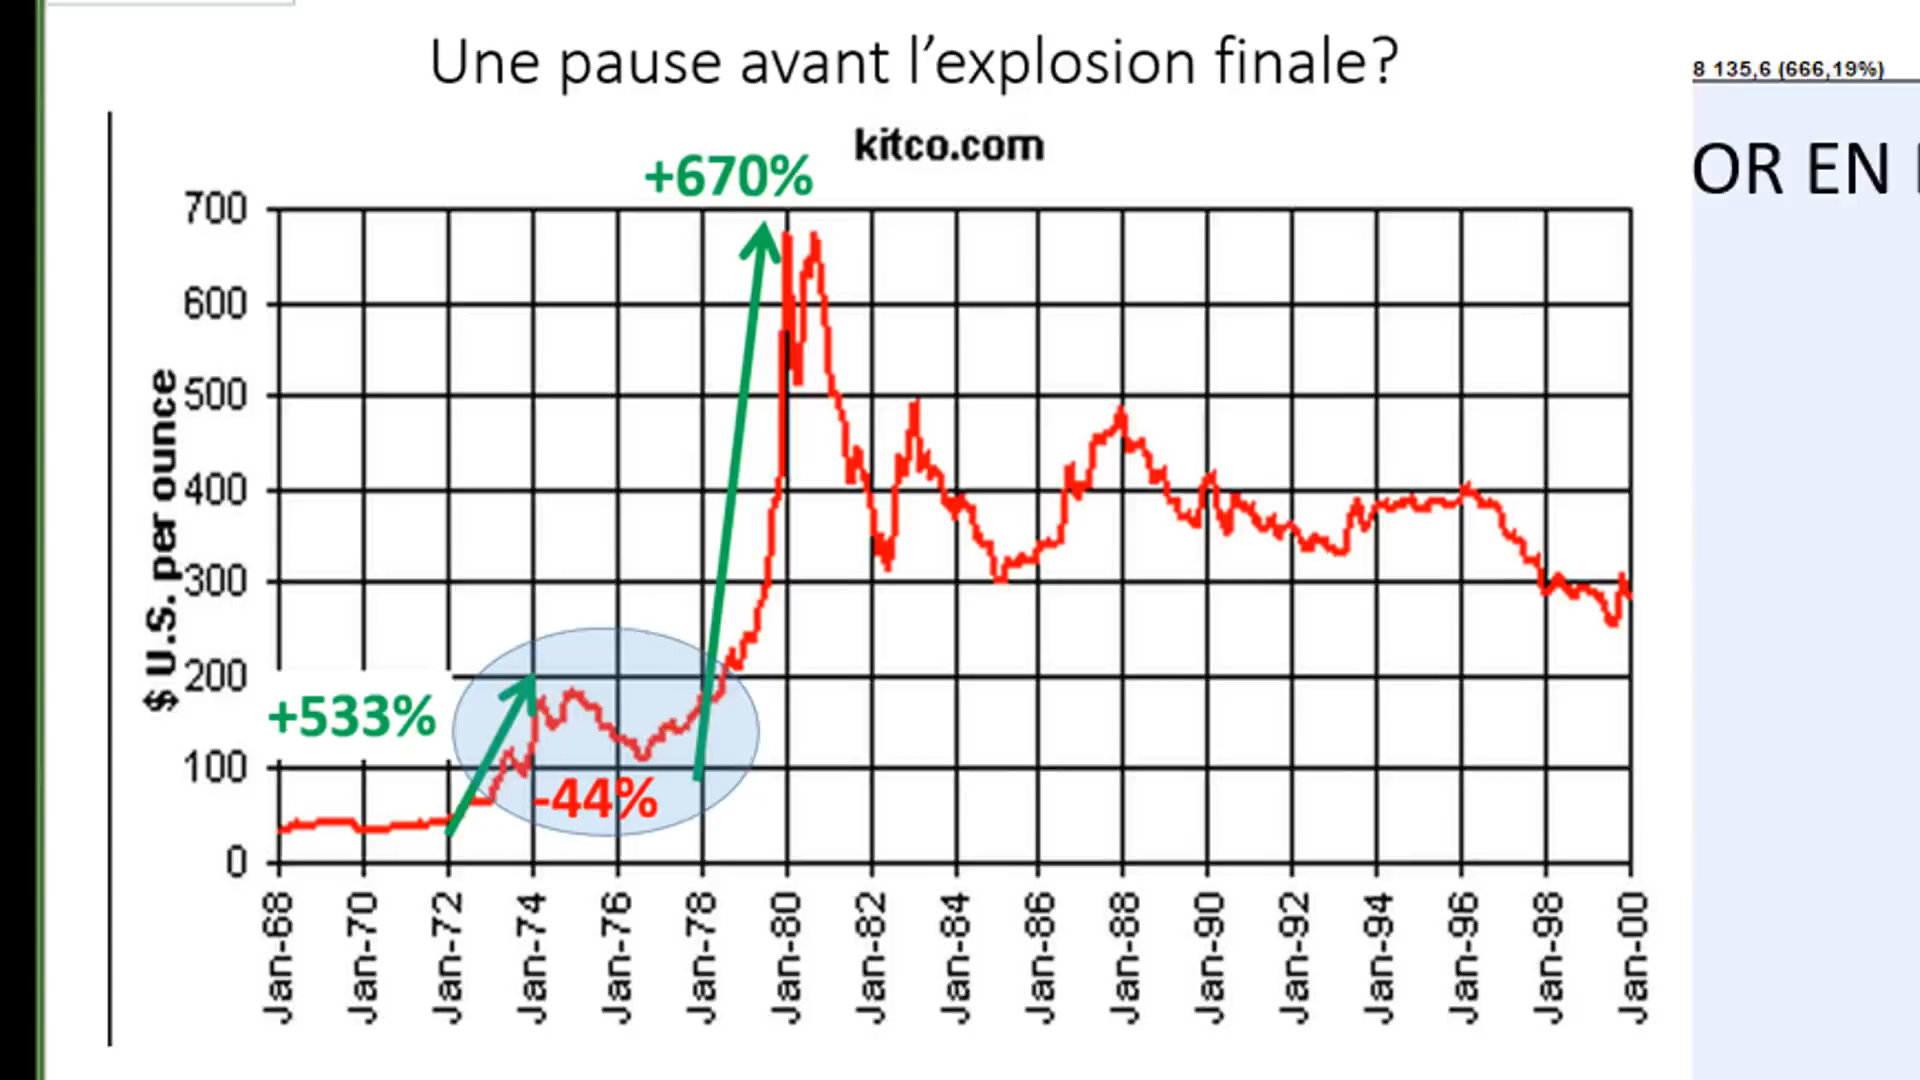 Une pause avant l’explosion finale?
8 135,6 (666,19%)
kitco.com
OR EN
+670%
$ U.S. per ounce
700
600
500
400
300
200
100
0
+533%
-44%
Jan-68
Jan-70
Jan-72
Jan-74
Jan-76
Jan-78
Jan-80
Jan-82
Jan-84
Jan-86
Jan-88
Jan-90
Jan-92
Jan-94
Jan-96
Jan-98
Jan-00